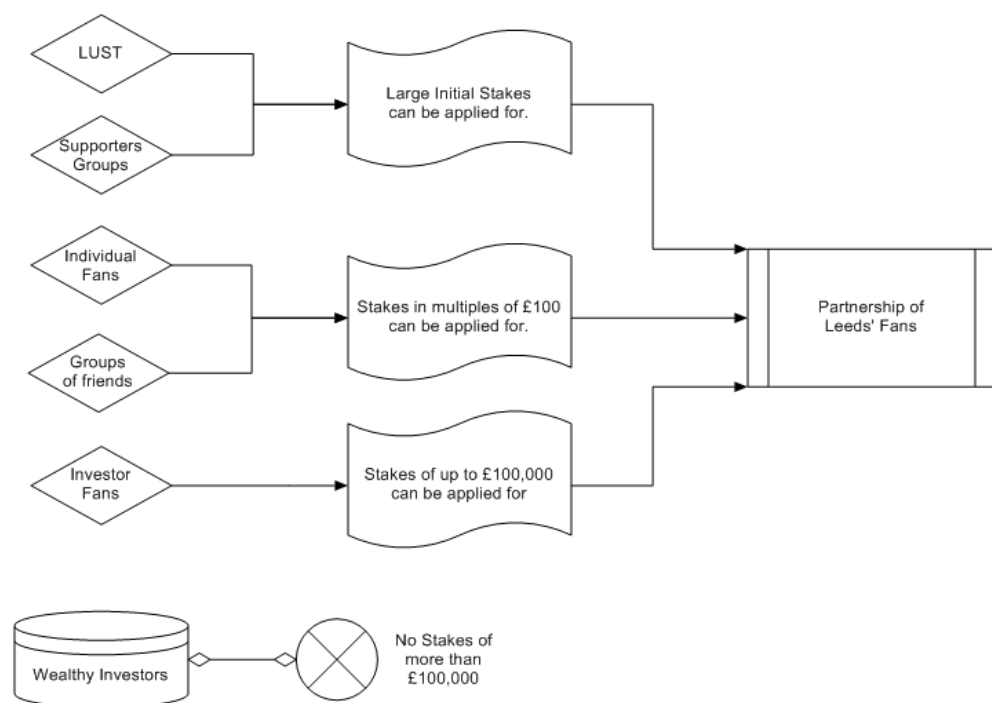 LUST
Supporters
Groups
Large Initial Stakes
can be applied for.
Individual
Fans
Groups
of friends
Stakes in multiples of £100
can be applied for.
Investor
Fans
Stakes of up to £100,000
can be applied for
Partnership of
Leeds' Fans
Wealthy Investors
No Stakes of
more than
£100,000